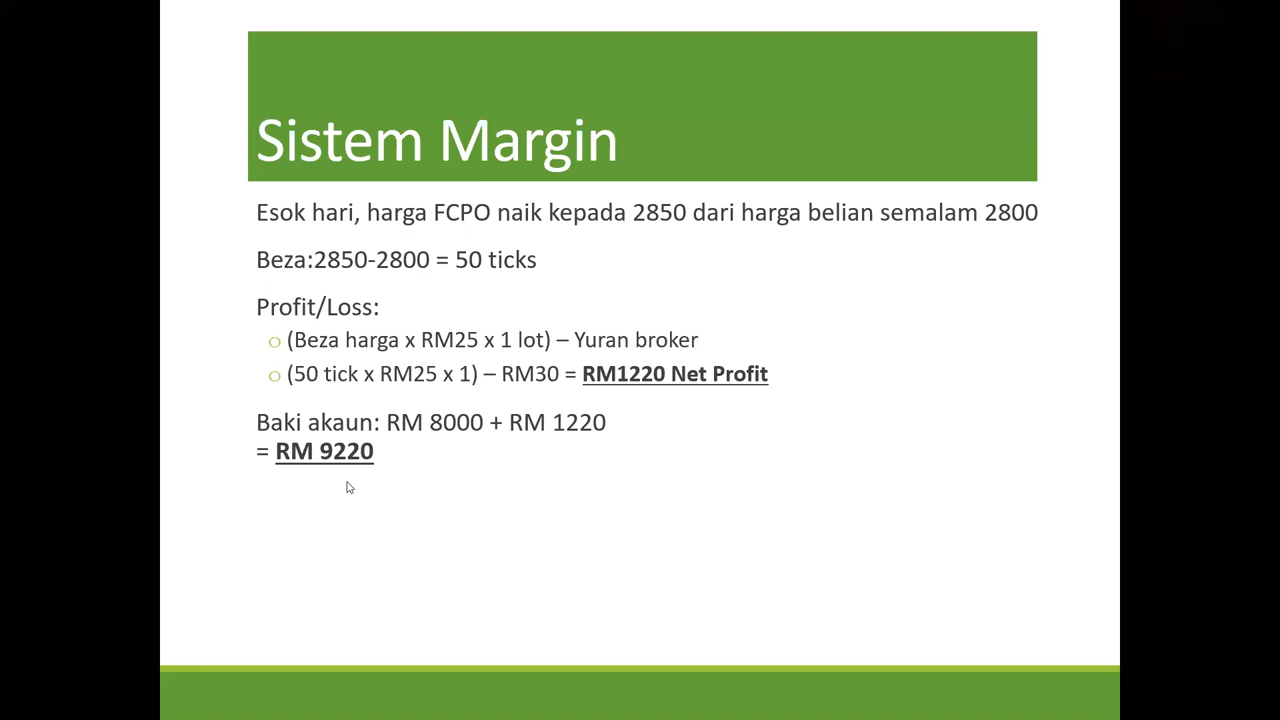 Sistem Margin
Esok hari, harga FCPO naik kepada 2850 dari harga belian semalam 2800
Beza:2850-2800 = 50 ticks
Profit/Loss:
o (Beza harga x RM25 x 1 lot) – Yuran broker
o (50 tick x RM25 x 1) – RM30 = RM1220 Net Profit
Baki akaun: RM 8000 + RM 1220
= RM 9220